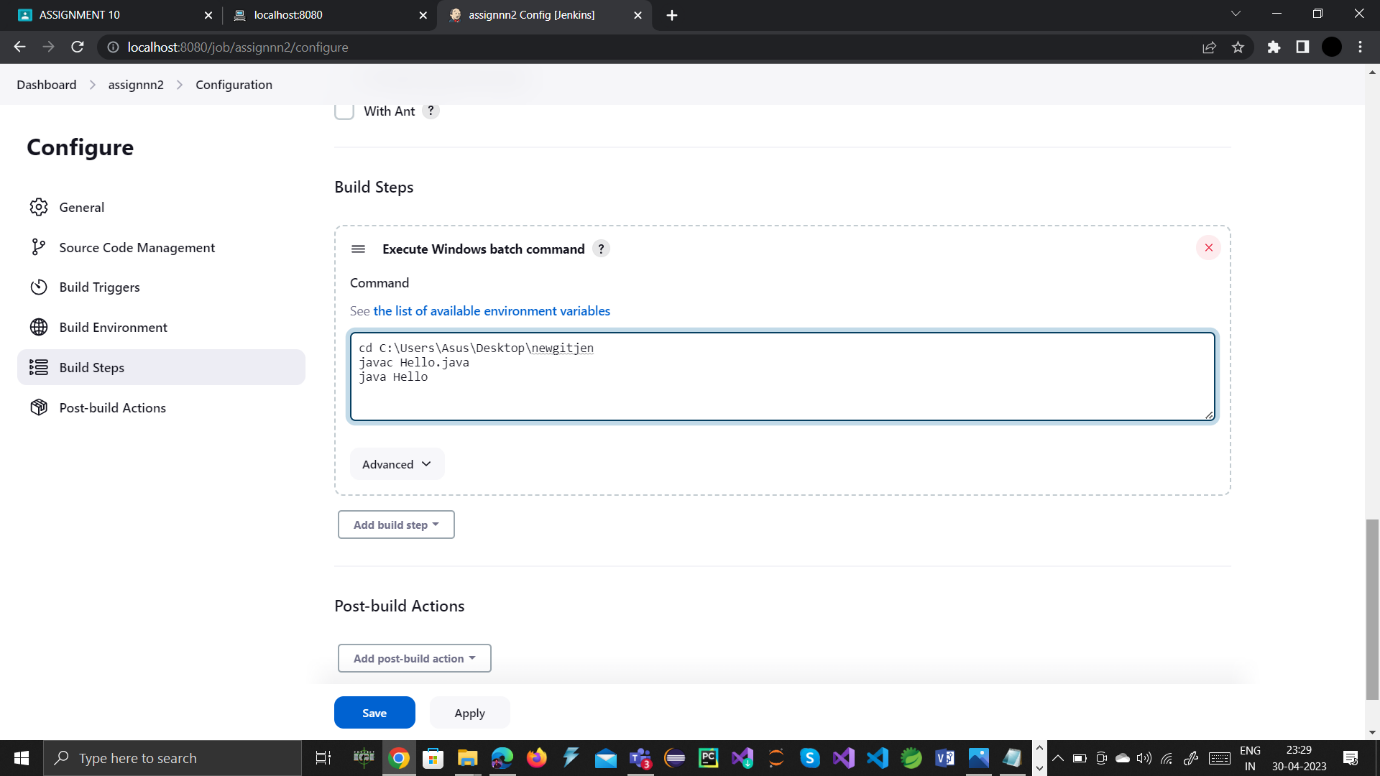 ASSIGNMENT 10
localhost:8080
assignnn2 Config [Jenkins]
localhost:8080/job/assignnn2/configure
Dashboard
assignnn2
Configuration
Configure
General
Source Code Management
Build Triggers
Build Environment
Build Steps
Post-build Actions
With Ant ?
Build Steps
Execute Windows batch command ?
Command
See the list of available environment variables
cd C:\Users\Asus\Desktop\newgitjen
javac Hello.java
java Hello
Advanced
Add build step
Post-build Actions
Add post-build action
Save
Apply
Type here to search
3
PC
ENG
IN
23:29
30-04-2023